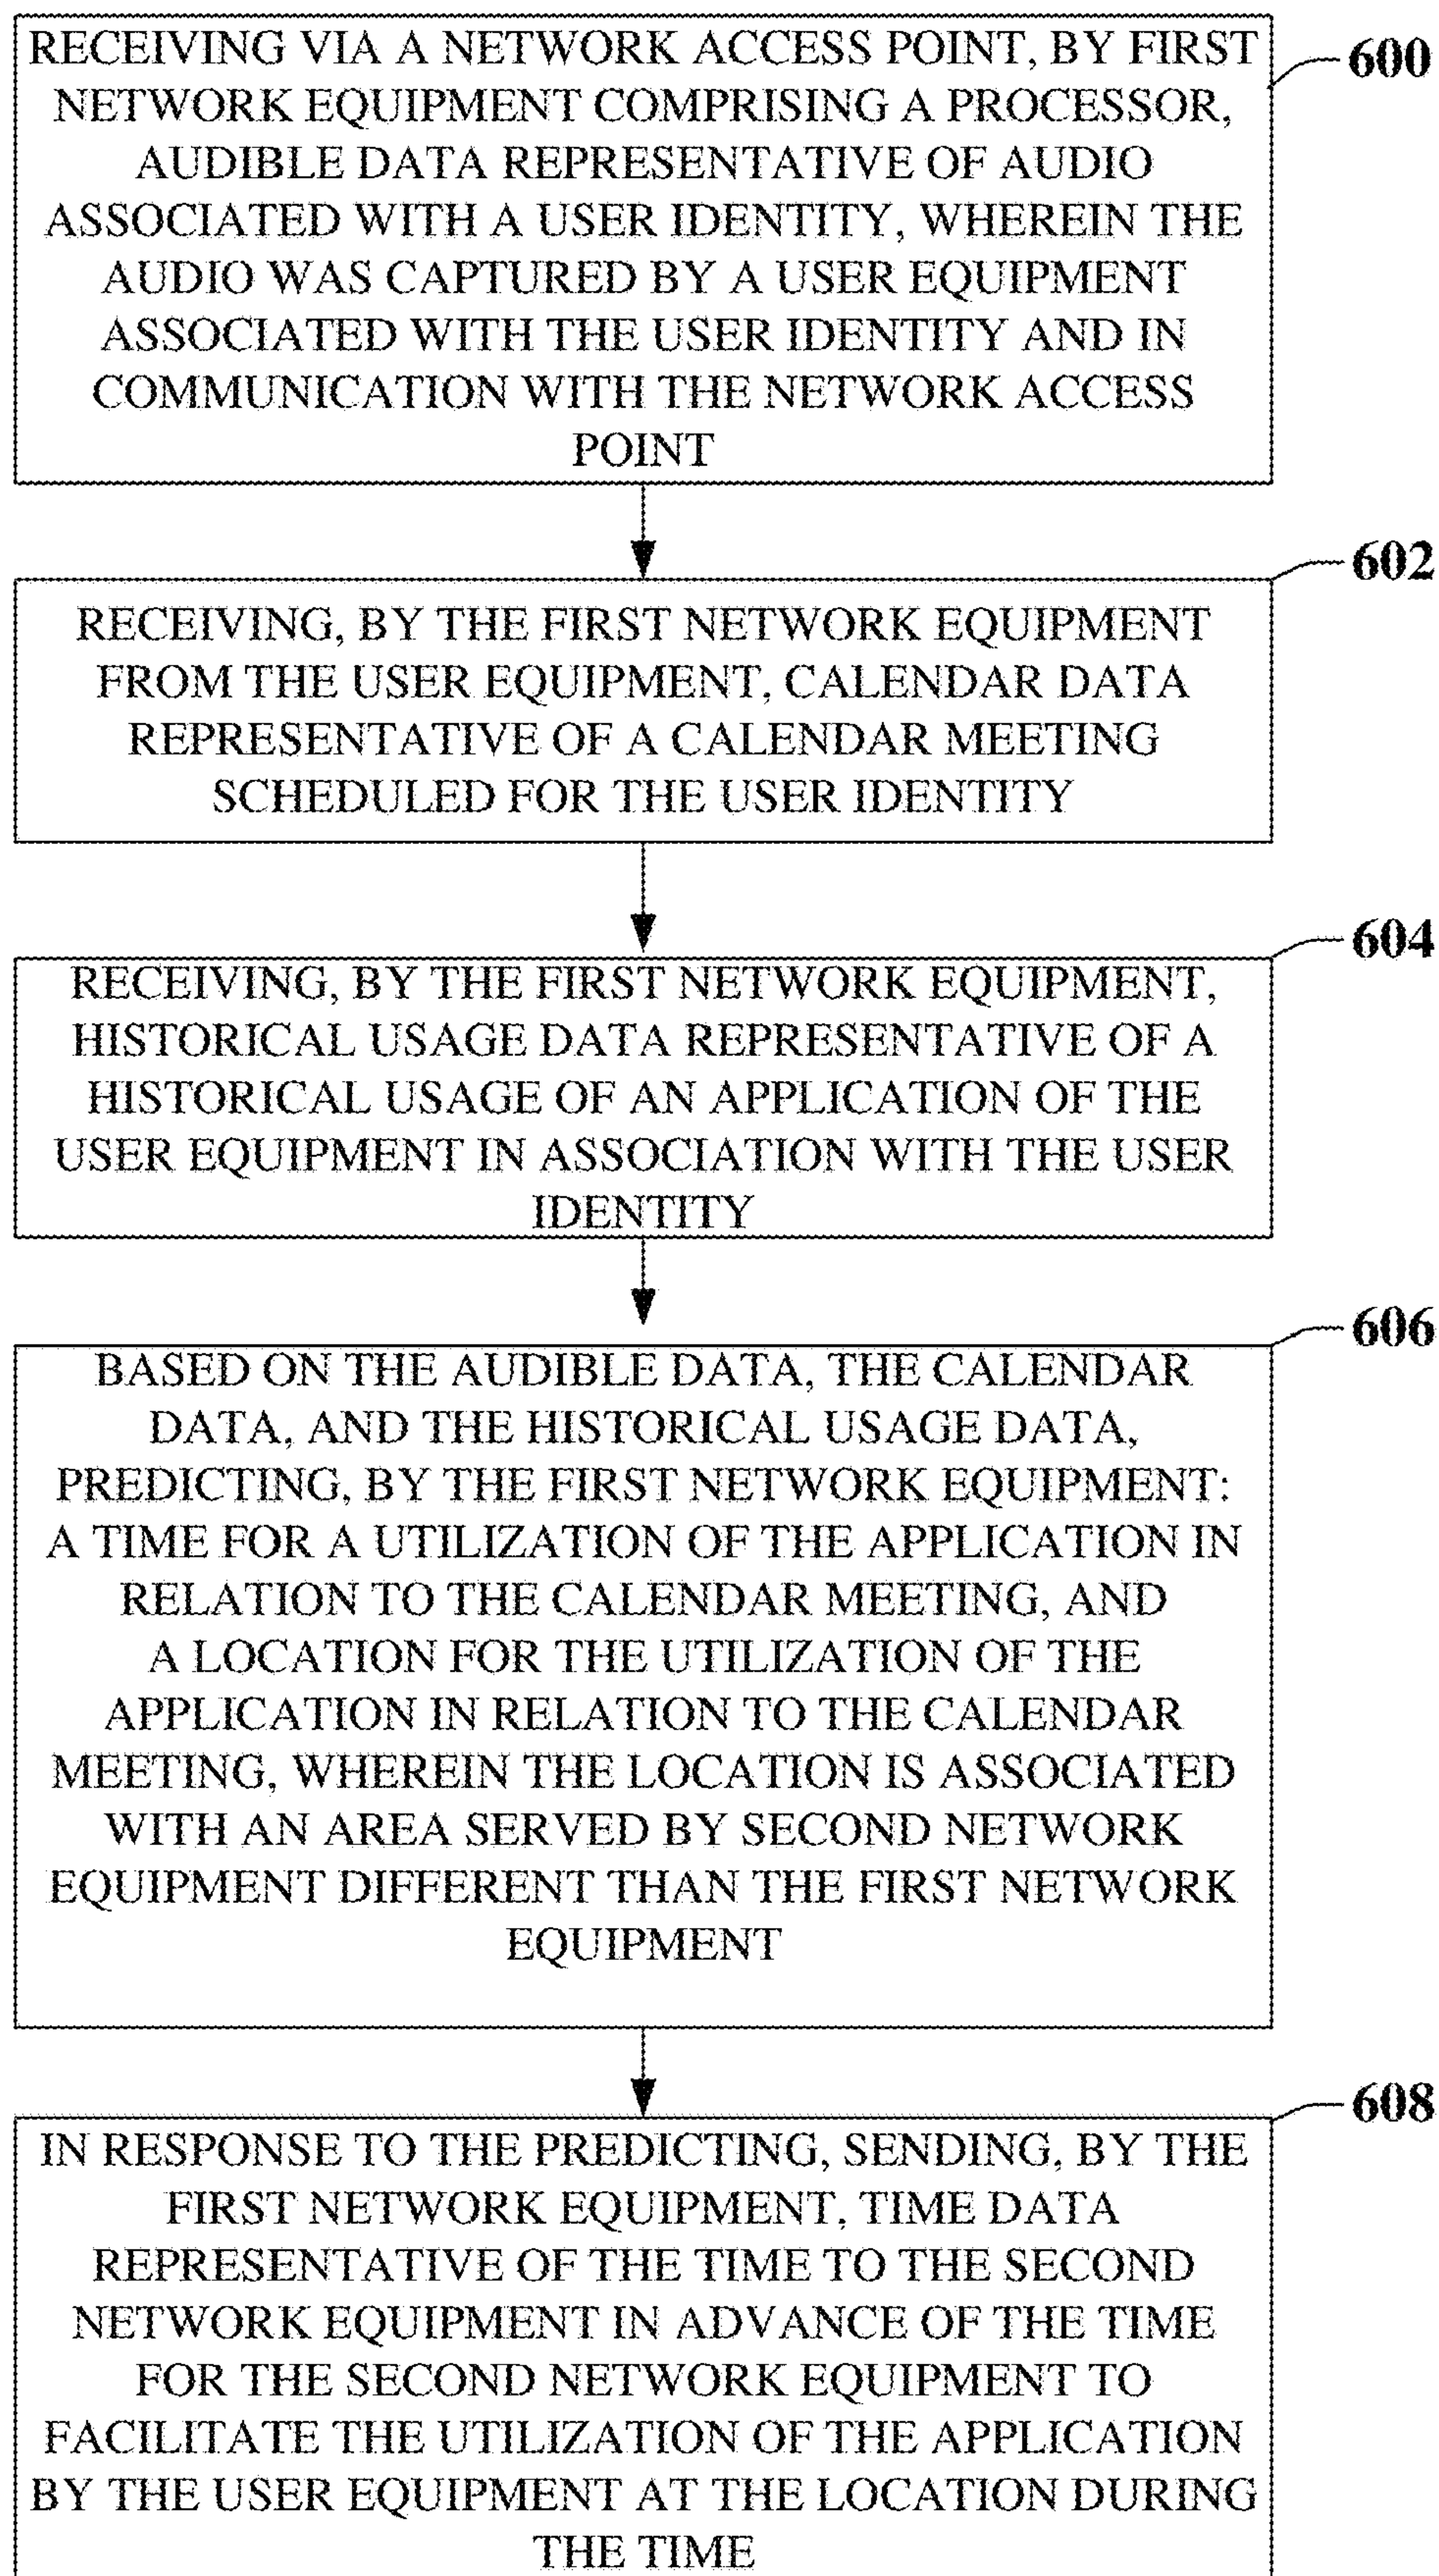 RECEIVING VIA A NETWORK ACCESS POINT, BY FIRST
NETWORK EQUIPMENT COMPRISING A PROCESSOR,
AUDIBLE DATA REPRESENTATIVE OF AUDIO
ASSOCIATED WITH A USER IDENTITY, WHEREIN THE
AUDIO WAS CAPTURED BY A USER EQUIPMENT
ASSOCIATED WITH THE USER IDENTITY AND IN
COMMUNICATION WITH THE NETWORK ACCESS
POINT
600
RECEIVING, BY THE FIRST NETWORK EQUIPMENT
FROM THE USER EQUIPMENT, CALENDAR DATA
REPRESENTATIVE OF A CALENDAR MEETING
SCHEDULED FOR THE USER IDENTITY
602
RECEIVING, BY THE FIRST NETWORK EQUIPMENT,
HISTORICAL USAGE DATA REPRESENTATIVE OF A
HISTORICAL USAGE OF AN APPLICATION OF THE
USER EQUIPMENT IN ASSOCIATION WITH THE USER
IDENTITY
604
BASED ON THE AUDIBLE DATA, THE CALENDAR
DATA, AND THE HISTORICAL USAGE DATA,
PREDICTING, BY THE FIRST NETWORK EQUIPMENT:
A TIME FOR A UTILIZATION OF THE APPLICATION IN
RELATION TO THE CALENDAR MEETING, AND
A LOCATION FOR THE UTILIZATION OF THE
APPLICATION IN RELATION TO THE CALENDAR
MEETING, WHEREIN THE LOCATION IS ASSOCIATED
WITH AN AREA SERVED BY SECOND NETWORK
EQUIPMENT DIFFERENT THAN THE FIRST NETWORK
EQUIPMENT
606
IN RESPONSE TO THE PREDICTING, SENDING, BY THE
FIRST NETWORK EQUIPMENT, TIME DATA
REPRESENTATIVE OF THE TIME TO THE SECOND
NETWORK EQUIPMENT IN ADVANCE OF THE TIME
FOR THE SECOND NETWORK EQUIPMENT TO
FACILITATE THE UTILIZATION OF THE APPLICATION
BY THE USER EQUIPMENT AT THE LOCATION DURING
THE TIME
608